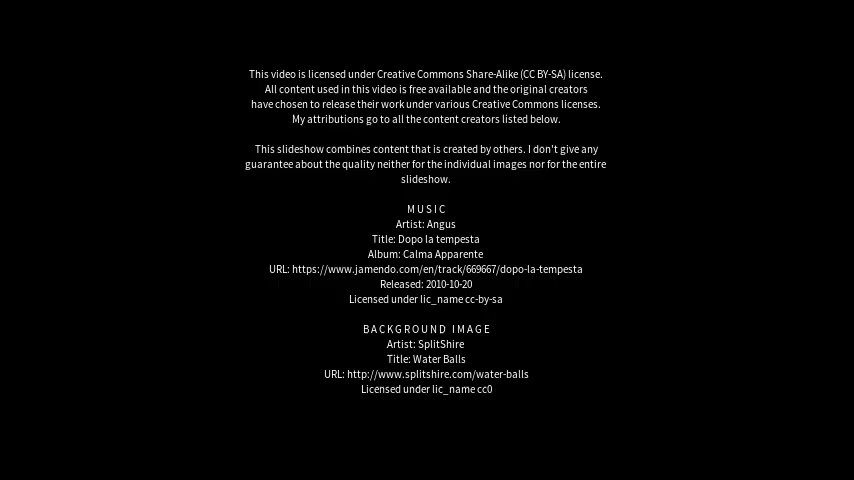 This video is licensed under Creative Commons Share-Alike (CC BY-SA) license.
All content used in this video is free available and the original creators
have chosen to release their work under various Creative Commons licenses.
My attributions go to all the content creators listed below.
This slideshow combines content that is created by others. I don't give any
guarantee about the quality neither for the individual images nor for the entire
slideshow.
MUSIC
Artist: Angus
Title: Dopo la tempesta
Album: Calma Apparente
URL: https://www.jamendo.com/en/track/669667/dopo-la-tempesta
Released: 2010-10-20
Licensed under lic_name cc-by-sa
BACKGROUND IMAGE
Artist: SplitShire
Title: Water Balls
URL: http://www.splitshire.com/water-balls
Licensed under lic_name cc0